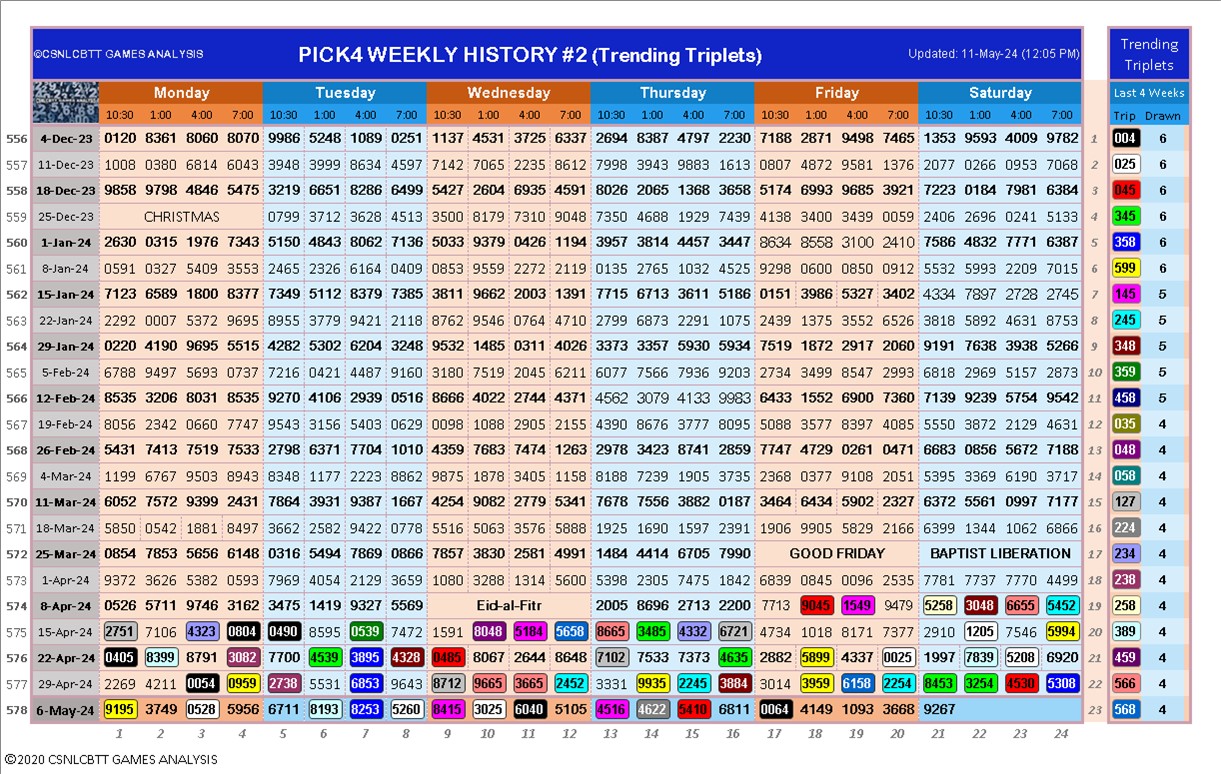 ©CSNLCBTT GAMES ANALYSIS PICK4 WEEKLY HISTORY #2 (Trending Triplets) Updated: 11-May-24 (12:05 PM) Trending Triplets
Monday Tuesday Wednesday Thursday Friday Saturday Last 4 Weeks
10:30 1:00 4:00 7:00 10:30 1:00 4:00 7:00 10:30 1:00 4:00 7:00 10:30 1:00 4:00 7:00 10:30 1:00 4:00 7:00 10:30 1:00 4:00 7:00 Trip Drawn
556 4-Dec-23 0120 8361 8060 8070 9986 5248 1089 0251 1137 4531 3725 6337 2694 8387 4797 2230 7188 2871 9498 7465 1353 9593 4009 9782 1 004 6
557 11-Dec-23 1008 0380 6814 6043 3948 3999 8634 4597 7142 7065 2235 8612 7998 3943 9881 1613 0807 4872 9581 1376 2077 0266 0953 7068 2 025 6
558 18-Dec-23 9858 9798 4846 5475 3219 6651 8286 6499 5427 2604 6935 4591 8026 2065 1368 3658 5174 6993 9685 3921 7223 0184 7981 6384 3 045 6
559 25-Dec-23 CHRISTMAS 0799 3712 3628 4513 3500 8179 7310 9048 7350 4688 1929 7439 4138 3400 3439 0059 2406 2696 0241 5133 4 345 6
560 1-Jan-24 2630 0315 1976 7343 5150 4843 8062 7136 5033 9379 0426 1194 3957 3814 4457 3447 8634 8558 3100 2410 7586 4832 7771 6387 5 358 6
561 8-Jan-24 0591 0327 5409 3553 2465 2326 6164 0409 0853 9559 2272 2119 0135 2765 1032 4525 9298 0600 0850 0912 5532 5993 2209 7015 6 599 6
562 15-Jan-24 7123 6589 1800 8377 7349 5112 8379 7385 3811 9662 2003 1391 7715 6713 3611 5186 0151 3986 5327 3402 4334 7897 2728 2745 7 145 5
563 22-Jan-24 2292 0007 5372 9695 8955 3779 9421 2118 8762 9546 0764 4710 2799 6873 2291 1075 2439 1375 3552 6526 3818 5892 4631 8753 8 245 5
564 29-Jan-24 0220 4190 9695 5515 4282 5302 6204 3248 9532 1485 0311 4026 3373 3357 5930 5934 7519 1872 2917 2060 9191 7638 3938 5266 9 348 5
565 5-Feb-24 6788 9497 5693 0737 7216 0421 4487 9160 3180 7519 2045 6211 6077 7566 7936 9203 2734 3499 8547 2993 6818 2969 5157 2873 10 359 5
566 12-Feb-24 8535 3206 8031 8535 9270 4106 2939 0516 8666 4022 2744 4371 4562 3079 4133 9983 6433 1552 6900 7360 7139 9239 5754 9542 11 458 5
567 19-Feb-24 8056 2342 0660 7747 9543 3156 5403 0629 0098 1088 2905 2155 4390 8676 3777 8095 5088 3577 8397 4085 5550 3872 2129 4631 12 035 4
568 26-Feb-24 5431 7413 7519 7533 2798 6371 7704 1010 4359 7683 7474 1263 2978 3423 8741 2859 7747 4729 0261 0471 6683 0856 5672 7188 13 048 4
569 4-Mar-24 1199 6767 9503 8943 8348 1177 2223 8862 9875 1878 3405 1158 8188 7239 1505 3735 2368 0377 9108 2051 5395 3369 6190 3717 14 058 4
570 11-Mar-24 6052 7572 9399 2431 7864 3931 9387 1667 4254 9082 2779 5341 7678 7556 3882 0187 3464 6434 5902 2327 6372 5561 0997 7177 15 127 4
571 18-Mar-24 5850 0542 1881 8497 3662 2582 9422 0778 5516 5063 3576 5888 1925 1690 1597 2391 1906 9905 5829 2166 6399 1344 1062 6866 16 224 4
572 25-Mar-24 0854 7853 5656 6148 0316 5494 7869 0866 7857 3830 2581 4991 1484 4414 6705 7990 GOOD FRIDAY BAPTIST LIBERATION 17 234 4
573 1-Apr-24 9372 3626 5382 0593 7969 4054 2129 3659 1080 3288 1314 5600 5398 2305 7475 1842 6839 0845 0096 2535 7781 7737 7770 4499 18 238 4
574 8-Apr-24 0526 5711 9746 3162 3475 1419 9327 5569 Eid-al-Fitr 2005 8696 2713 2200 7713 9045 1549 9479 5258 3048 6655 5452 19 258 4
575 15-Apr-24 2751 7106 4323 0804 0490 8595 0539 7472 1591 8048 5184 5658 8665 3485 4332 6721 4734 1018 8171 7377 2910 1205 7546 5994 20 389 4
576 22-Apr-24 0405 8399 8791 3082 7700 4539 3895 4328 0485 8067 2644 8648 7102 7533 7373 4635 2882 5899 4337 0025 1997 7839 5208 6920 21 459 4
577 29-Apr-24 2269 4211 0054 0959 2738 5531 6853 9643 8712 9665 3665 2452 3331 9935 2245 3884 3014 3959 6158 2254 8453 3254 4530 5308 22 566 4
578 6-May-24 9195 3749 0528 5956 6711 8193 8253 5260 8415 3025 6040 5105 4516 4622 5410 6811 0064 4149 1093 3668 9267 23 568 4
1 2 3 4 5 6 7 8 9 10 11 12 13 14 15 16 17 18 19 20 21 22 23 24
©2020 CSNLCBTT GAMES ANALYSIS